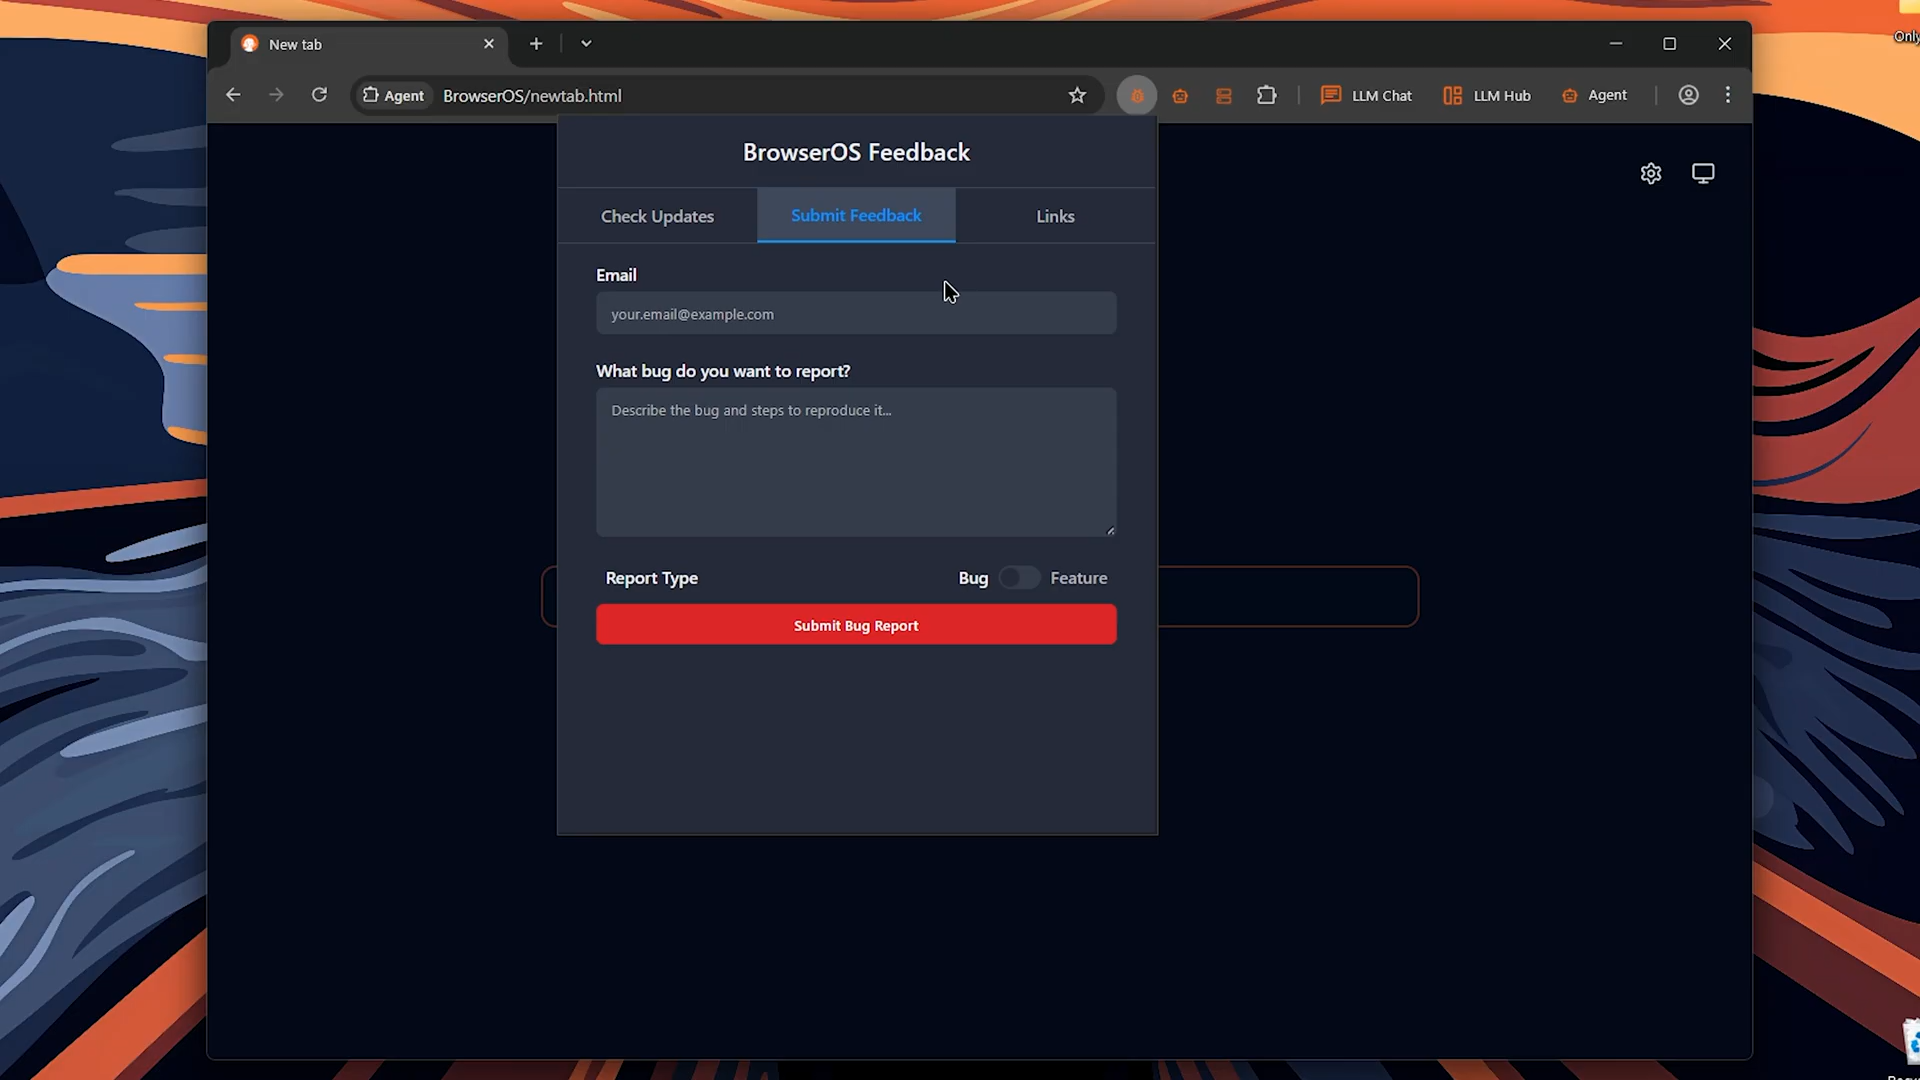 Only
New tab
Agent
BrowserOS/newtab.html
LLM Chat
LLM Hub
Agent
BrowserOS Feedback
Check Updates
Submit Feedback
Links
Email
your.email@example.com
What bug do you want to report?
Describe the bug and steps to reproduce it...
Report Type
Bug
Feature
Submit Bug Report